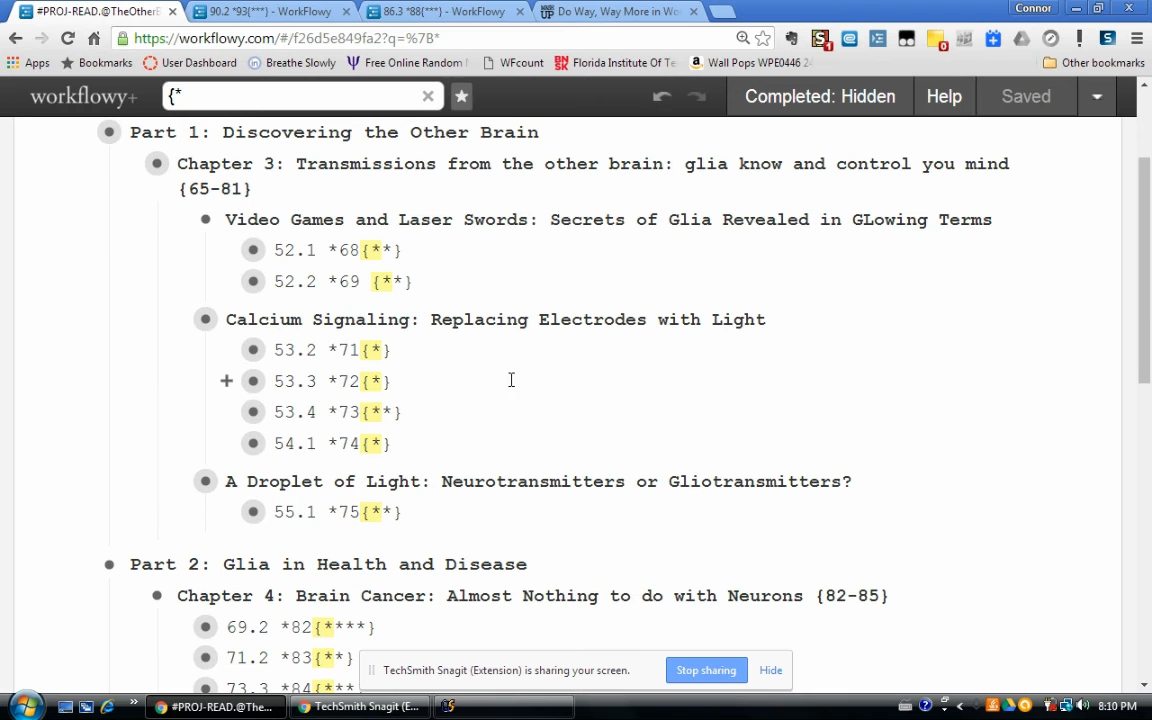 #PROJ-READ.@TheOtherB
90.2 *93{***} - WorkFlowy
86.3 *88{***} - WorkFlowy
Do Way, Way More in Wo
Connor
https://workflowy.com/#/f26d5e849fa2?q=%7B*
Apps
Bookmarks
User Dashboard
Breathe Slowly
Free Online Random
WFcount
Florida Institute Of Te
Wall Pops WPE0446 24
Other bookmarks
workflowy+
{*
Completed: Hidden
Help
Saved
Part 1: Discovering the Other Brain
Chapter 3: Transmissions from the other brain: glia know and control you mind
{65-81}
Video Games and Laser Swords: Secrets of Glia Revealed in GLowing Terms
52.1 *68{**}
52.2 *69 {**}
Calcium Signaling: Replacing Electrodes with Light
53.2 *71{*}
53.3 *72{*}
53.4 *73{**}
54.1 *74{*}
A Droplet of Light: Neurotransmitters or Gliotransmitters?
55.1 *75{**}
Part 2: Glia in Health and Disease
Chapter 4: Brain Cancer: Almost Nothing to do with Neurons {82-85}
69.2 *82{****}
71.2 *83{**}
73.3 *84{***
TechSmith Snagit (Extension) is sharing your screen.
Stop sharing
Hide
#PROJ-READ.@The...
TechSmith Snagit (E...
8:10 PM